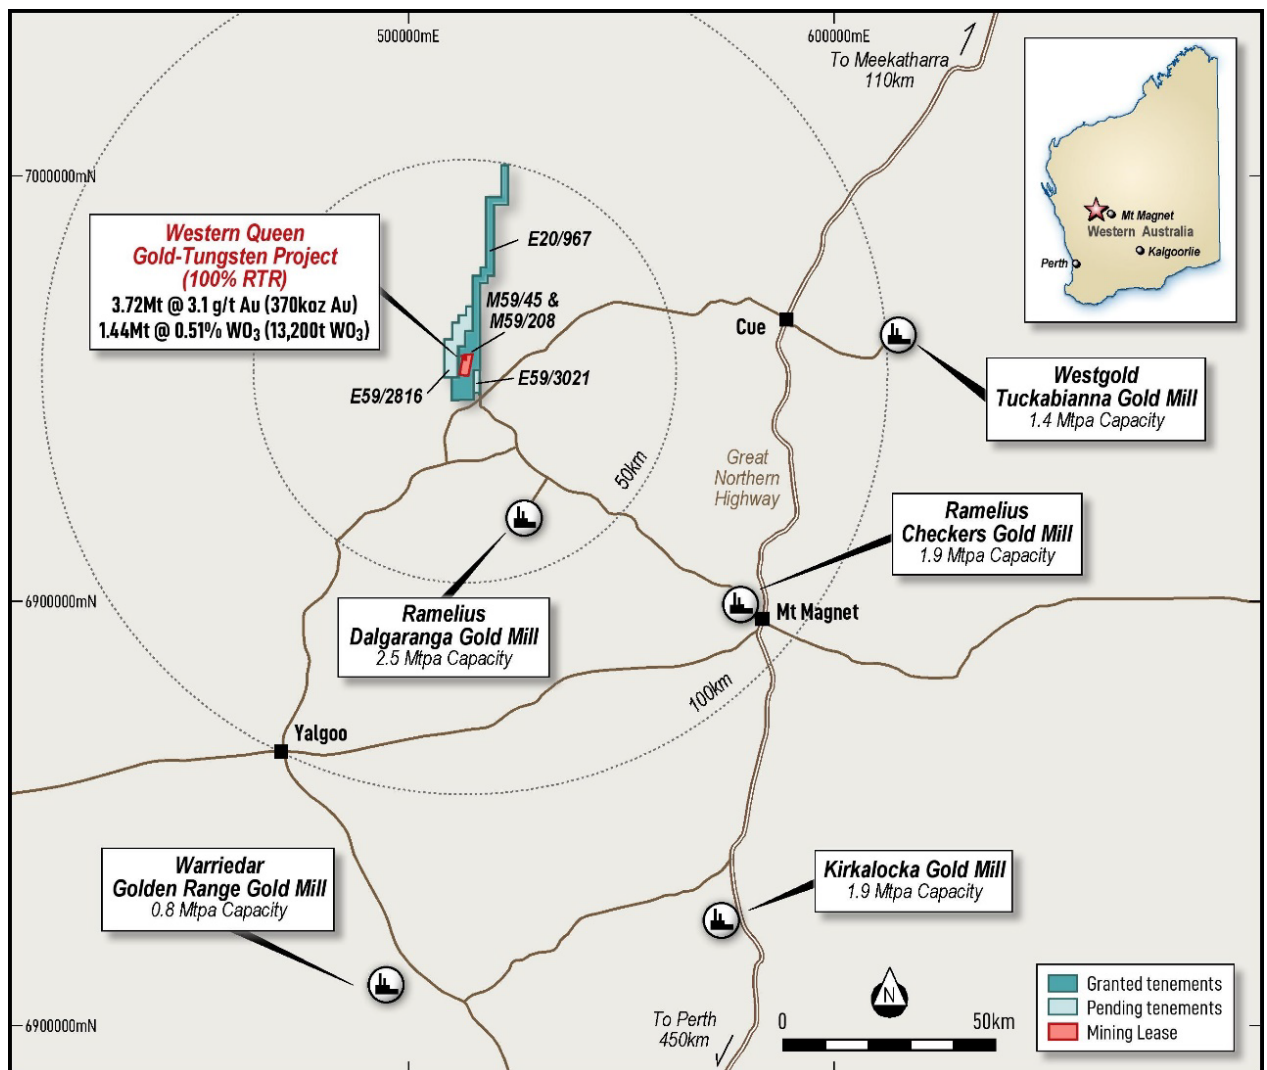 500000mE
600000mE
To Meekatharra
110km
7000000mN
Western Queen
Gold-Tungsten Project
(100% RTR)
3.72Mt @ 3.1 g/t Au (370koz Au)
1.44Mt @ 0.51% WO₃ (13,200t WO₃)
E20/967
M59/45 &
M59/208
E59/3021
E59/2816
Mt Magnet
Western Australia
Kalgoorlie
Perth
Cue
Westgold
Tuckabianna Gold Mill
1.4 Mtpa Capacity
50km
Great
Northern
Highway
Ramelius
Checkers Gold Mill
1.9 Mtpa Capacity
6900000mN
Ramelius
Dalgaranga Gold Mill
2.5 Mtpa Capacity
Mt Magnet
100km
Yalgoo
Warriedar
Golden Range Gold Mill
0.8 Mtpa Capacity
Kirkalocka Gold Mill
1.9 Mtpa Capacity
6900000mN
To Perth
450km
N
0
50km
Granted tenements
Pending tenements
Mining Lease